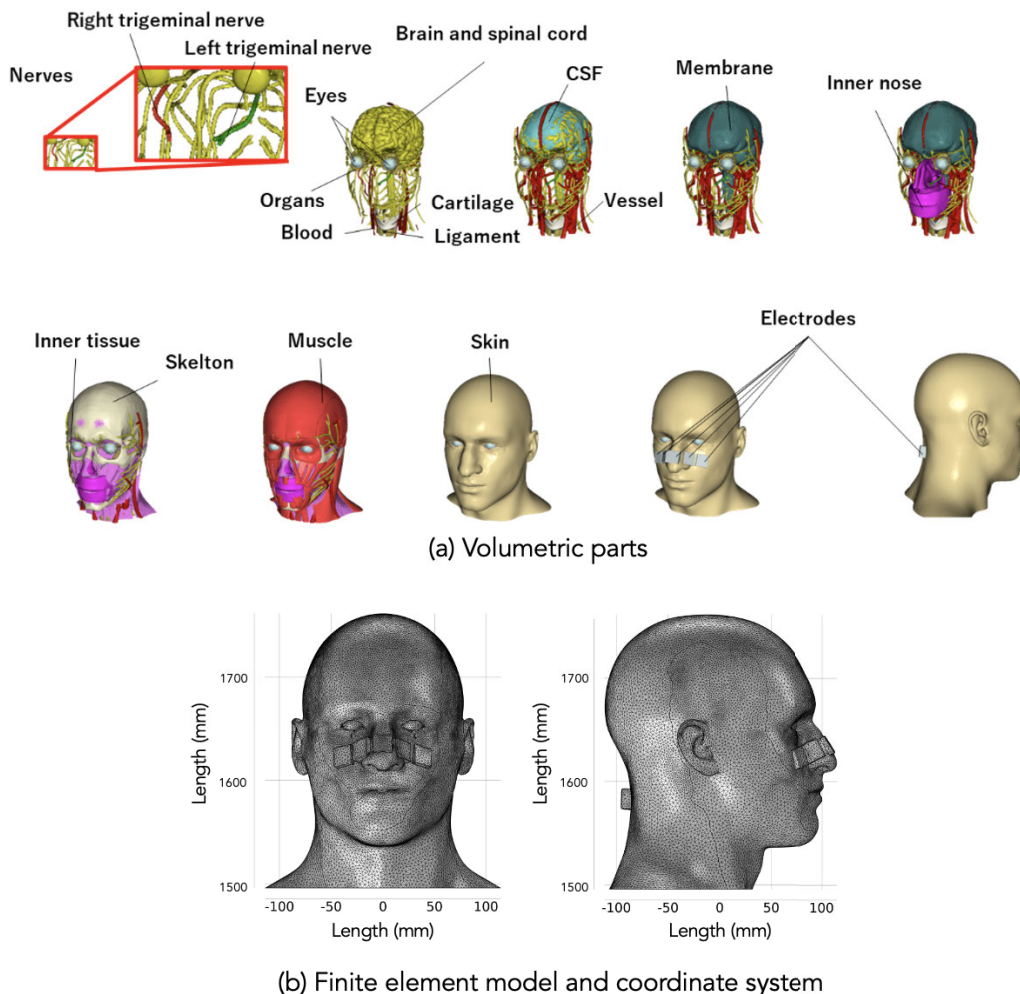 Right trigeminal nerve
Left trigeminal nerve
Nerves
Eyes
Brain and spinal cord
CSF
Membrane
Inner nose
Organs
Cartilage
Vessel
Blood
Ligament
Inner tissue
Skelton
Muscle
Skin
Electrodes
(a) Volumetric parts
Length (mm)
1700
1600
1500
-100 -50 0 50 100
Length (mm)
Length (mm)
1700
1600
1500
-100 -50 0 50 100
Length (mm)
(b) Finite element model and coordinate system